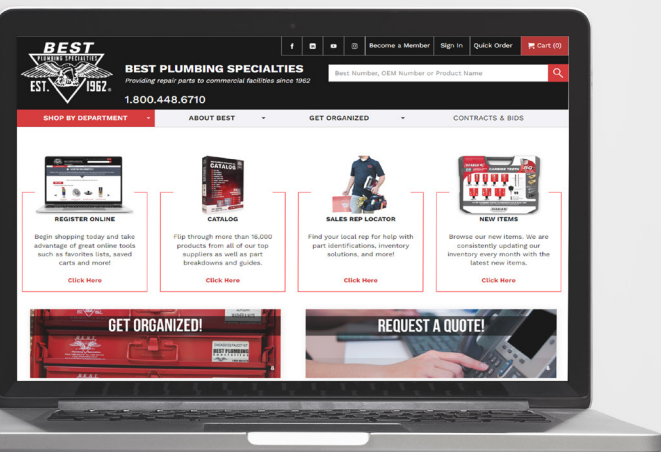 BEST
PLUMBING SPECIALTIES
EST. 1962
Become a Member
Sign In
Quick Order
Cart (0)
BEST PLUMBING SPECIALTIES
Providing repair parts to commercial facilities since 1962
1.800.448.6710
Best Number, OEM Number or Product Name
SHOP BY DEPARTMENT
ABOUT BEST
GET ORGANIZED
CONTRACTS & BIDS
REGISTER ONLINE
Begin shopping today and take
advantage of great online tools
such as favorites lists, saved
carts and more!
Click Here
CATALOG
CATALOG
Flip through more than 16,000
products from all of our top
suppliers as well as part
breakdowns and guides.
Click Here
SALES REP LOCATOR
Find your local rep for help with
part identifications, inventory
solutions, and more!
Click Here
NEW ITEMS
Browse our new items. We are
consistently updating our
inventory every month with the
latest new items.
Click Here
GET ORGANIZED!
BEST PLUMBING
REQUEST A QUOTE!